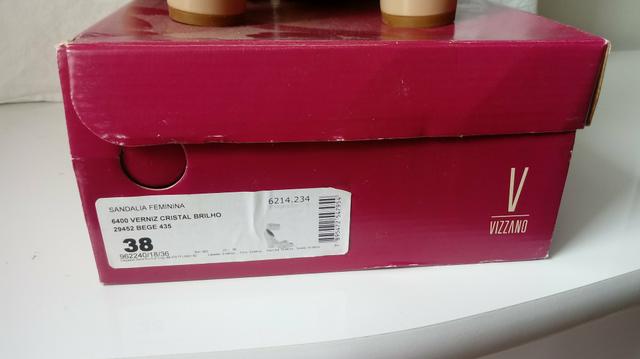 SANDALIA FEMININA
6214.234
6400 VERNIZ CRISTAL BRILHO
29452 BEGE 435
38
962240/18/36
V
VIZZANO